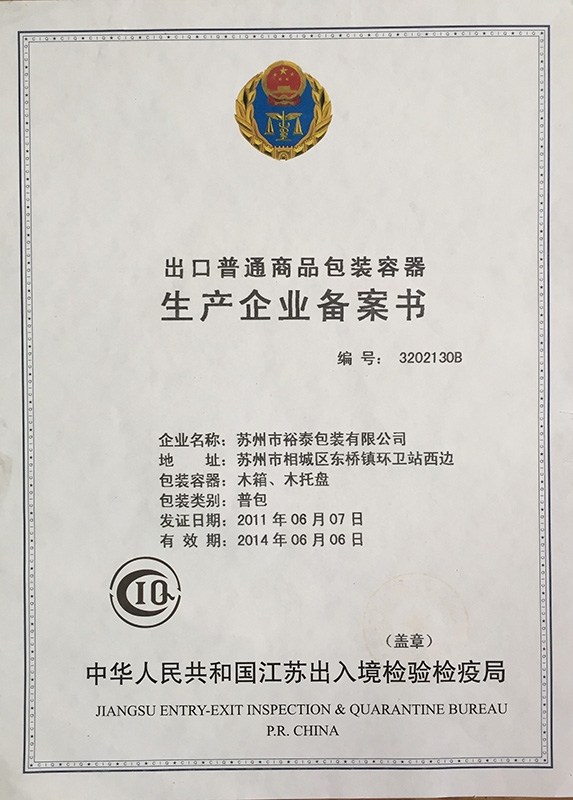 出口普通商品包装容器
生产企业备案书
编 号： 3202130B
企业名称：苏州市裕泰包装有限公司
地 址：苏州市相城区东桥镇环卫站西边
包装容器：木箱、木托盘
包装类别：普包
发证日期：2011 年 06 月 07 日
有 效 期：2014 年 06 月 06 日
CIQ
（盖章）
中华人民共和国江苏出入境检验检疫局
JIANGSU ENTRY-EXIT INSPECTION & QUARANTINE BUREAU
P.R. CHINA